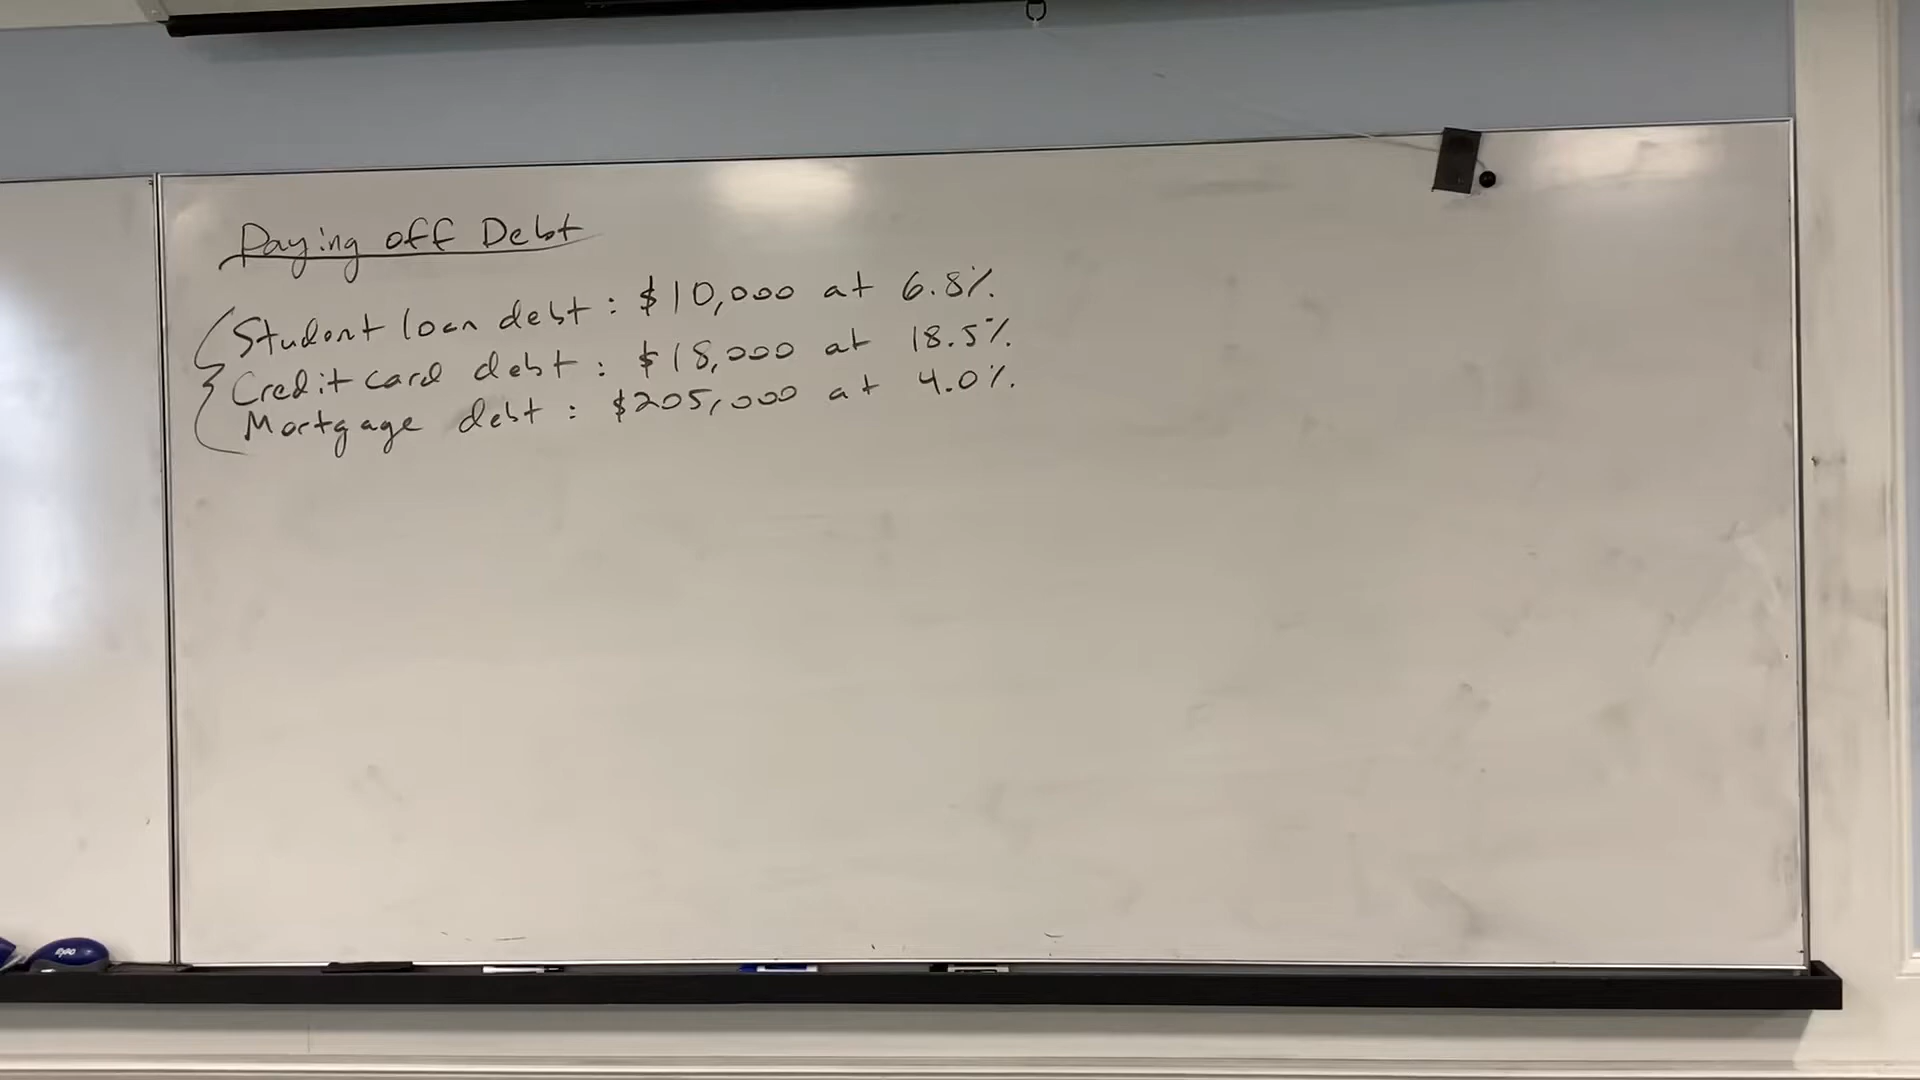 Paying off Debt
Student loan debt: $10,000 at 6.8%
Credit card debt: $18,000 at 18.5%
Mortgage debt: $205,000 at 4.0%
EXPO